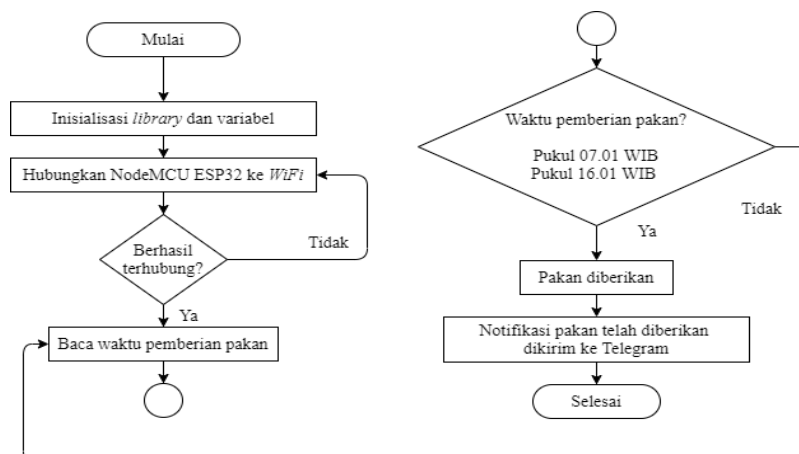 Mulai
Inisialisasi library dan variabel
Hubungkan NodeMCU ESP32 ke WiFi
Berhasil
terhubung?
Tidak
Ya
Baca waktu pemberian pakan
Waktu pemberian pakan?
Pukul 07.01 WIB
Pukul 16.01 WIB
Tidak
Ya
Pakan diberikan
Notifikasi pakan telah diberikan
dikirim ke Telegram
Selesai